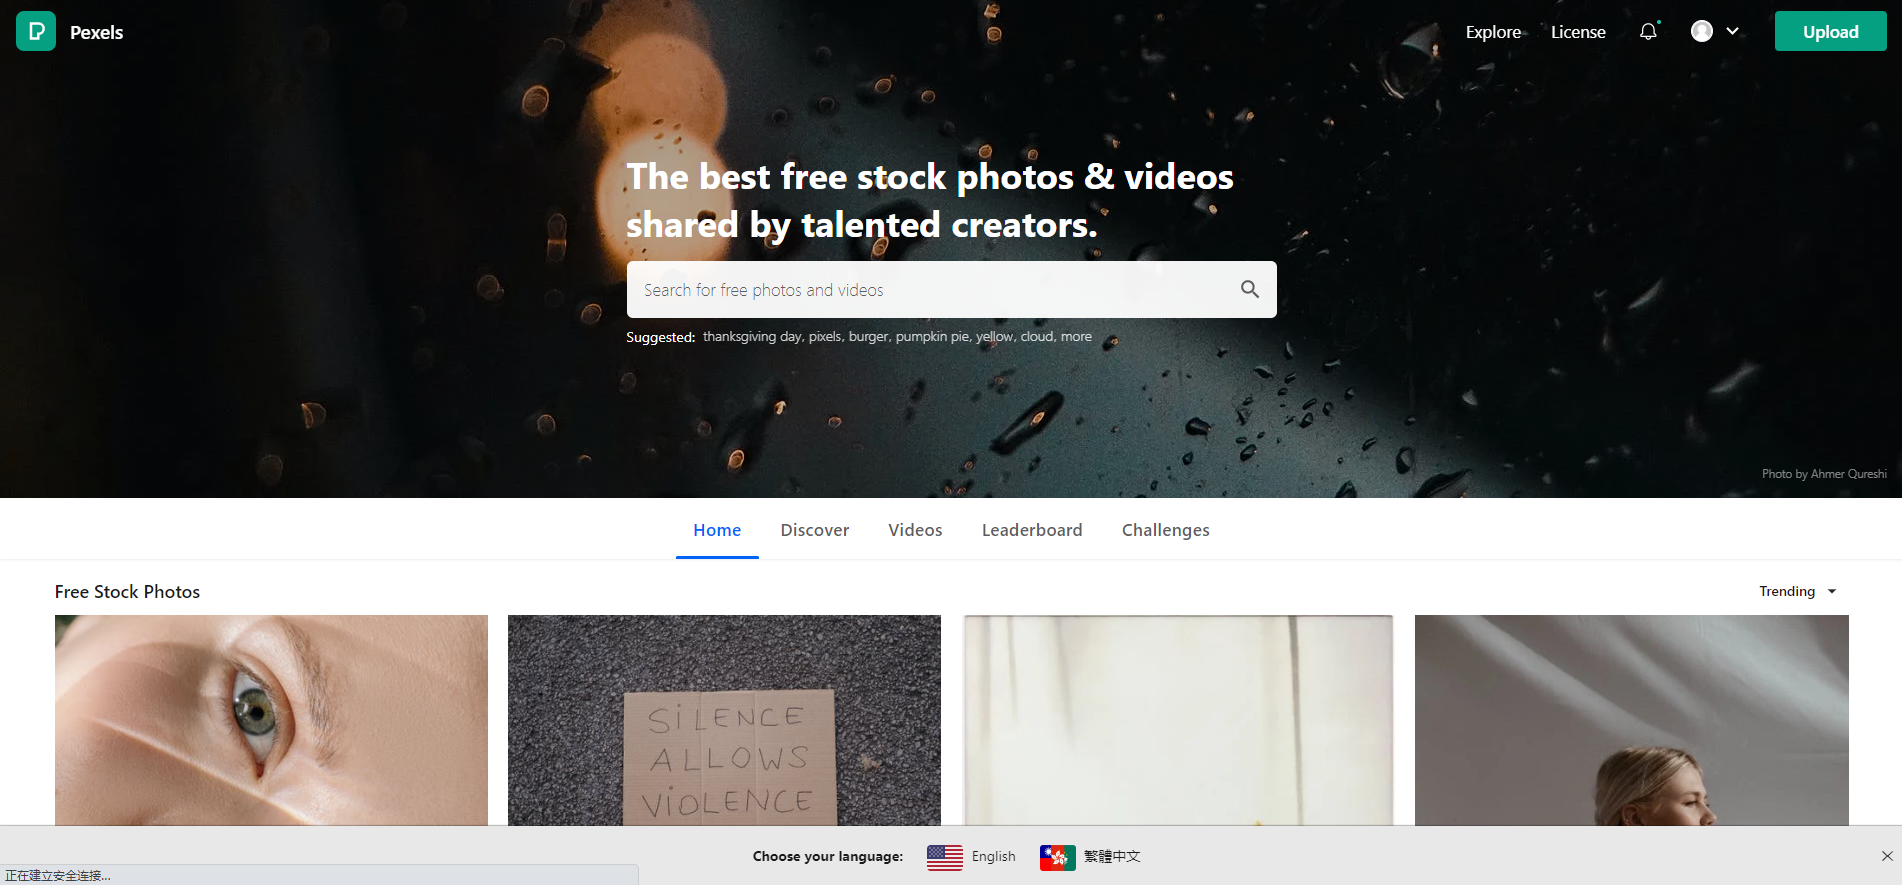 Pexels
Explore
License
Upload
The best free stock photos & videos
shared by talented creators.
Search for free photos and videos
Suggested: thanksgiving day, pixels, burger, pumpkin pie, yellow, cloud, more
Photo by Ahmer Qureshi
Home
Discover
Videos
Leaderboard
Challenges
Free Stock Photos
Trending
SiLENCE
ALLOWS
ViOLENCE
Choose your language:
English
繁體中文
正在建立安全连接...